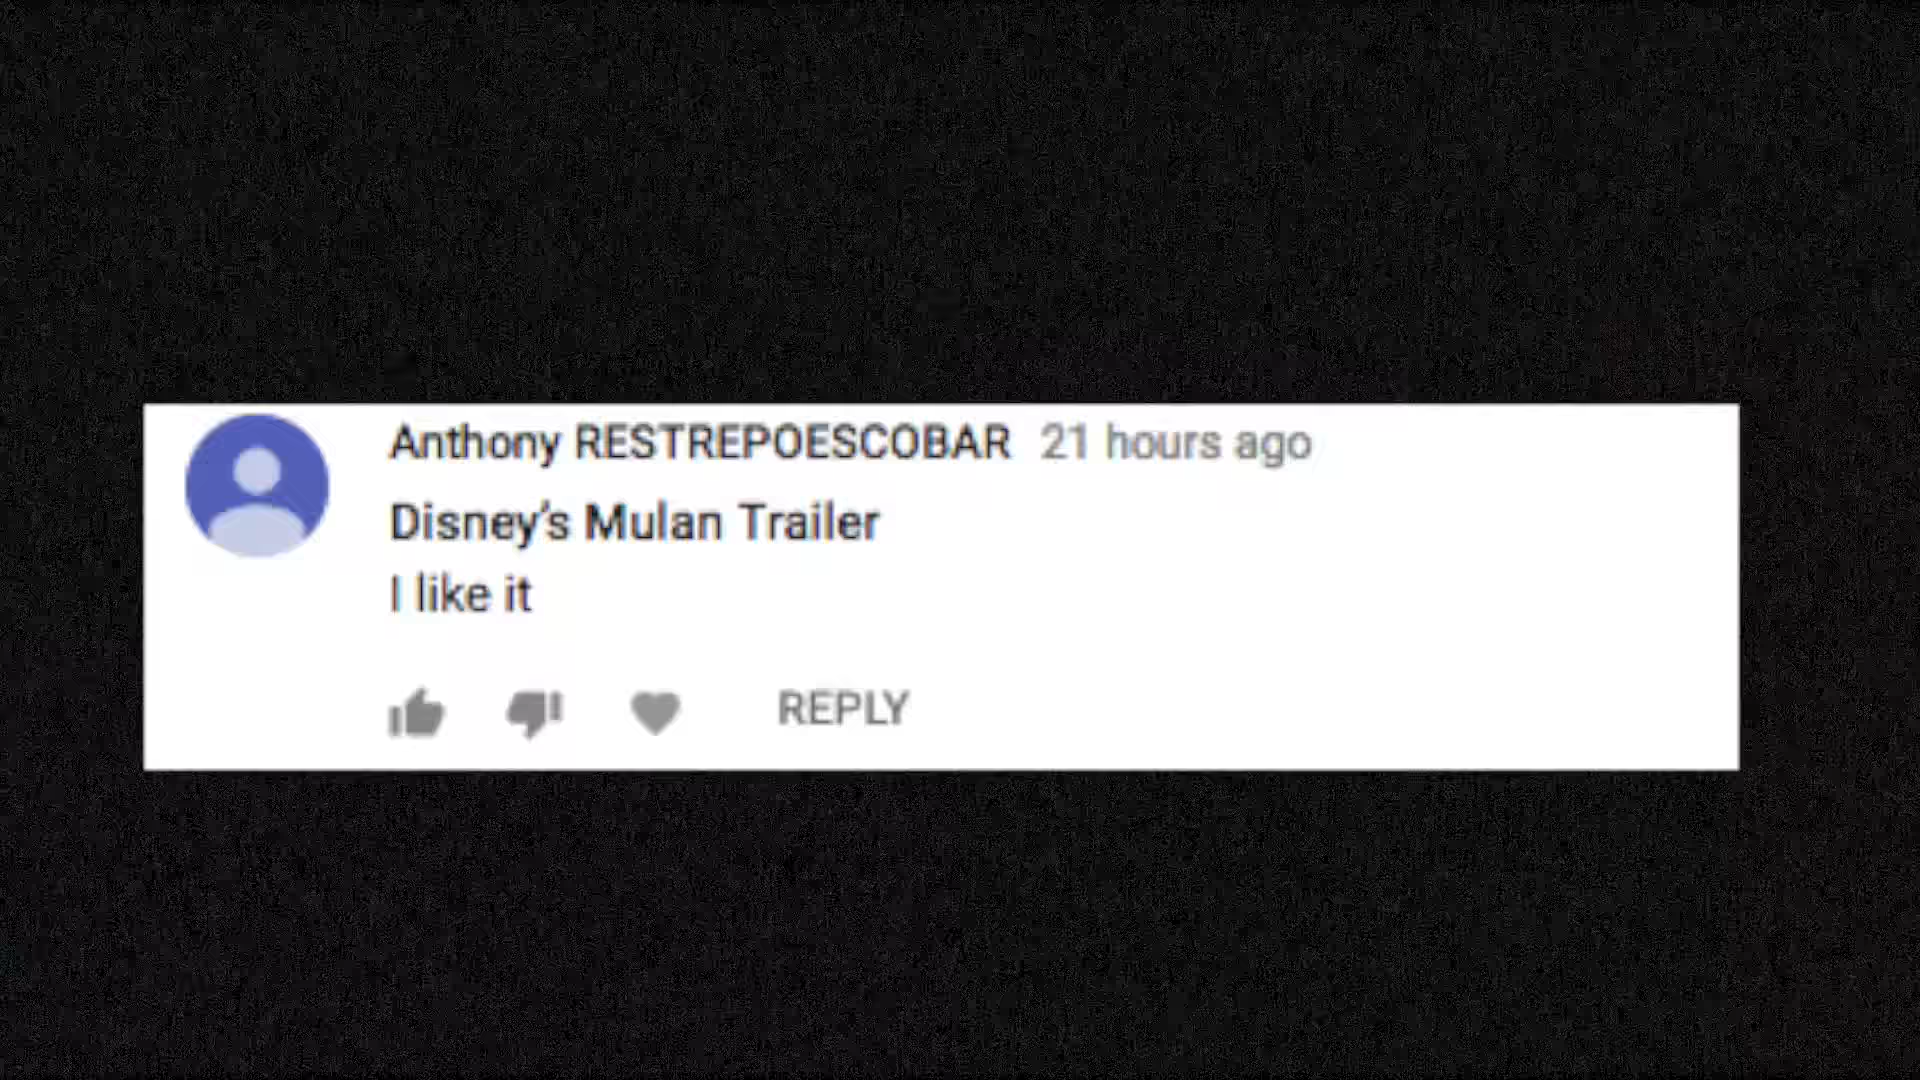 Anthony RESTREPOESCOBAR 21 hours ago
Disney's Mulan Trailer
I like it
REPLY